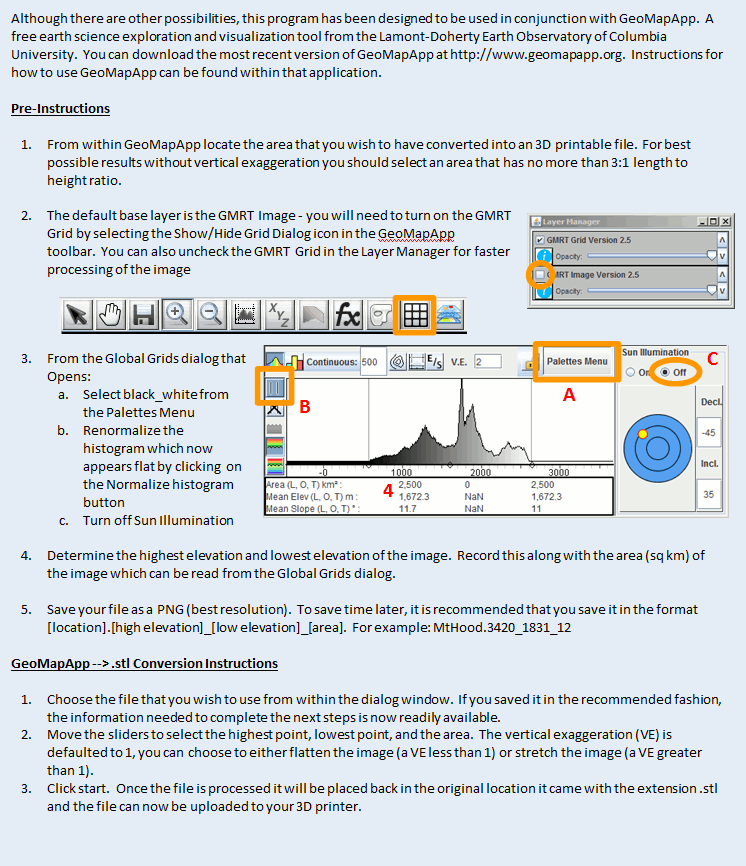 Although there are other possibilities, this program has been designed to be used in conjunction with GeoMapApp. A
free earth science exploration and visualization tool from the Lamont-Doherty Earth Observatory of Columbia
University. You can download the most recent version of GeoMapApp at http://www.geomapapp.org. Instructions for
how to use GeoMapApp can be found within that application.
Pre-Instructions
1. From within GeoMapApp locate the area that you wish to have converted into an 3D printable file. For best
possible results without vertical exaggeration you should select an area that has no more than 3:1 length to
height ratio.
2. The default base layer is the GMRT Image - you will need to turn on the GMRT
Grid by selecting the Show/Hide Grid Dialog icon in the GeoMapApp
toolbar. You can also uncheck the GMRT Grid in the Layer Manager for faster
processing of the image
Layer Manager
GMRT Grid Version 2.5
Opacity:
RT Image Version 2.5
Opacity:
X Y Z
fx
3. From the Global Grids dialog that
Opens:
a. Select black_white from
the Palettes Menu
b. Renormalize the
histogram which now
appears flat by clicking on
the Normalize histogram
button
c. Turn off Sun Illumination
Continuous: 500 E/S V.E. 2 Palettes Menu
Sun Illumination
On Off
C
A
B
Decl.
-45
Incl.
35
-0 1000 2000 3000
Area (L, O, T) km²: 2,500 0 2,500
Mean Elev (L, O, T) m : 1,672.3 NaN 1,672.3
Mean Slope (L, O, T) ° : 11.7 NaN 11
4
4. Determine the highest elevation and lowest elevation of the image. Record this along with the area (sq km) of
the image which can be read from the Global Grids dialog.
5. Save your file as a PNG (best resolution). To save time later, it is recommended that you save it in the format
[location].[high elevation]_[low elevation]_[area]. For example: MtHood.3420_1831_12
GeoMapApp --> .stl Conversion Instructions
1. Choose the file that you wish to use from within the dialog window. If you saved it in the recommended fashion,
the information needed to complete the next steps is now readily available.
2. Move the sliders to select the highest point, lowest point, and the area. The vertical exaggeration (VE) is
defaulted to 1, you can choose to either flatten the image (a VE less than 1) or stretch the image (a VE greater
than 1).
3. Click start. Once the file is processed it will be placed back in the original location it came with the extension .stl
and the file can now be uploaded to your 3D printer.